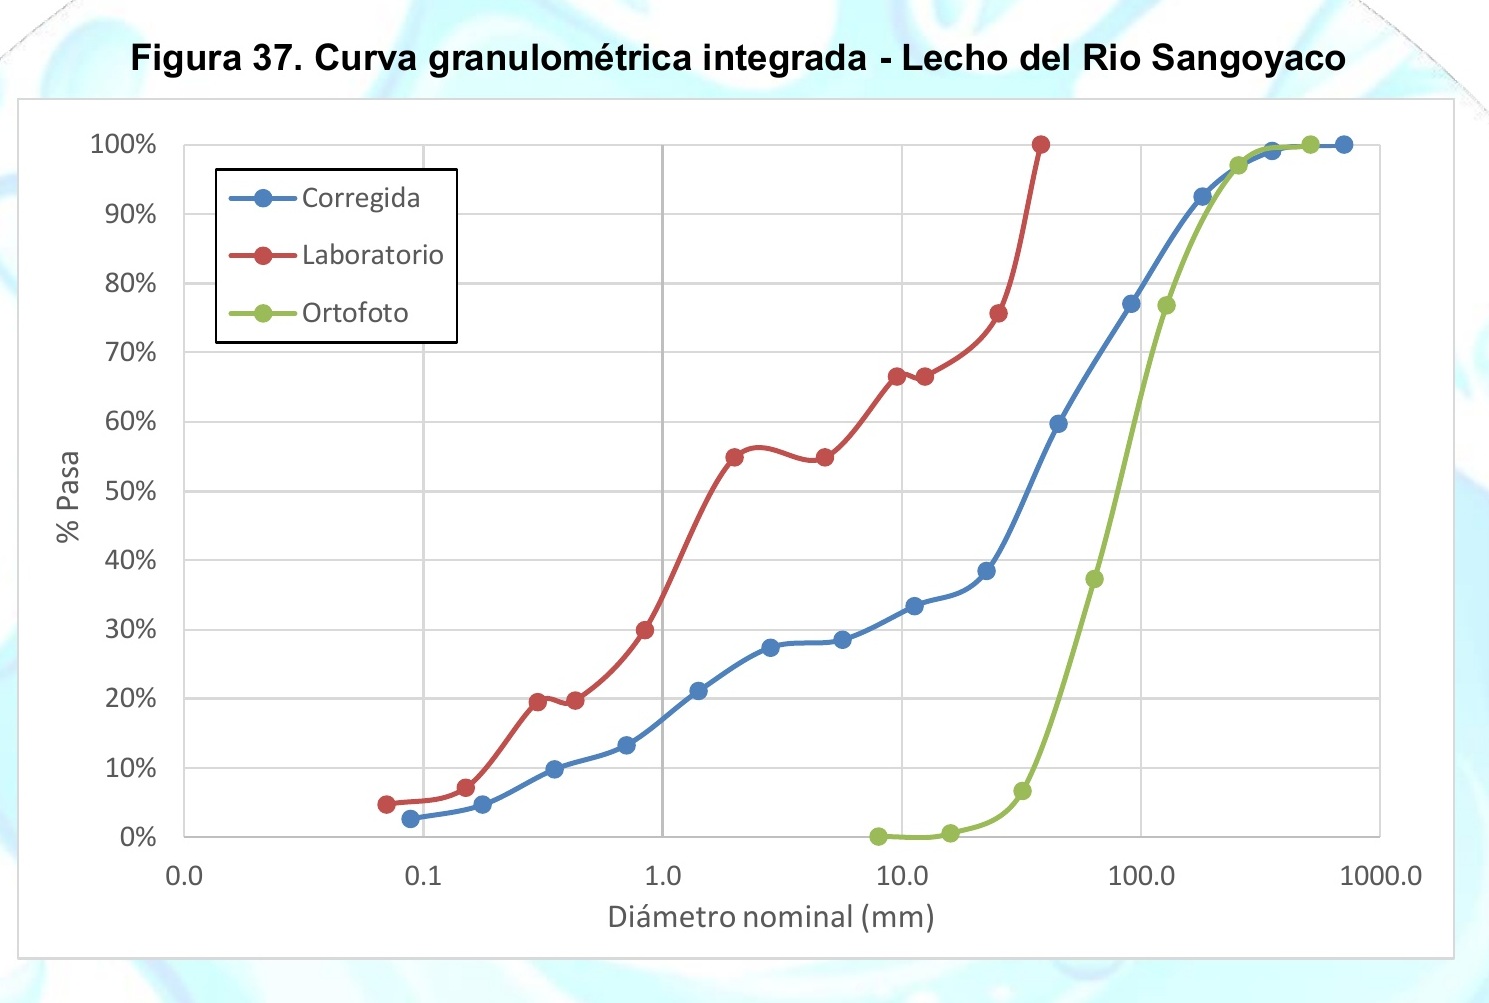 Figura 37. Curva granulométrica integrada - Lecho del Rio Sangoyaco
100%
90%
80%
70%
60%
50%
40%
30%
20%
10%
0%
% Pasa
Corregida
Laboratorio
Ortofoto
0.0 0.1 1.0 10.0 100.0 1000.0
Diámetro nominal (mm)